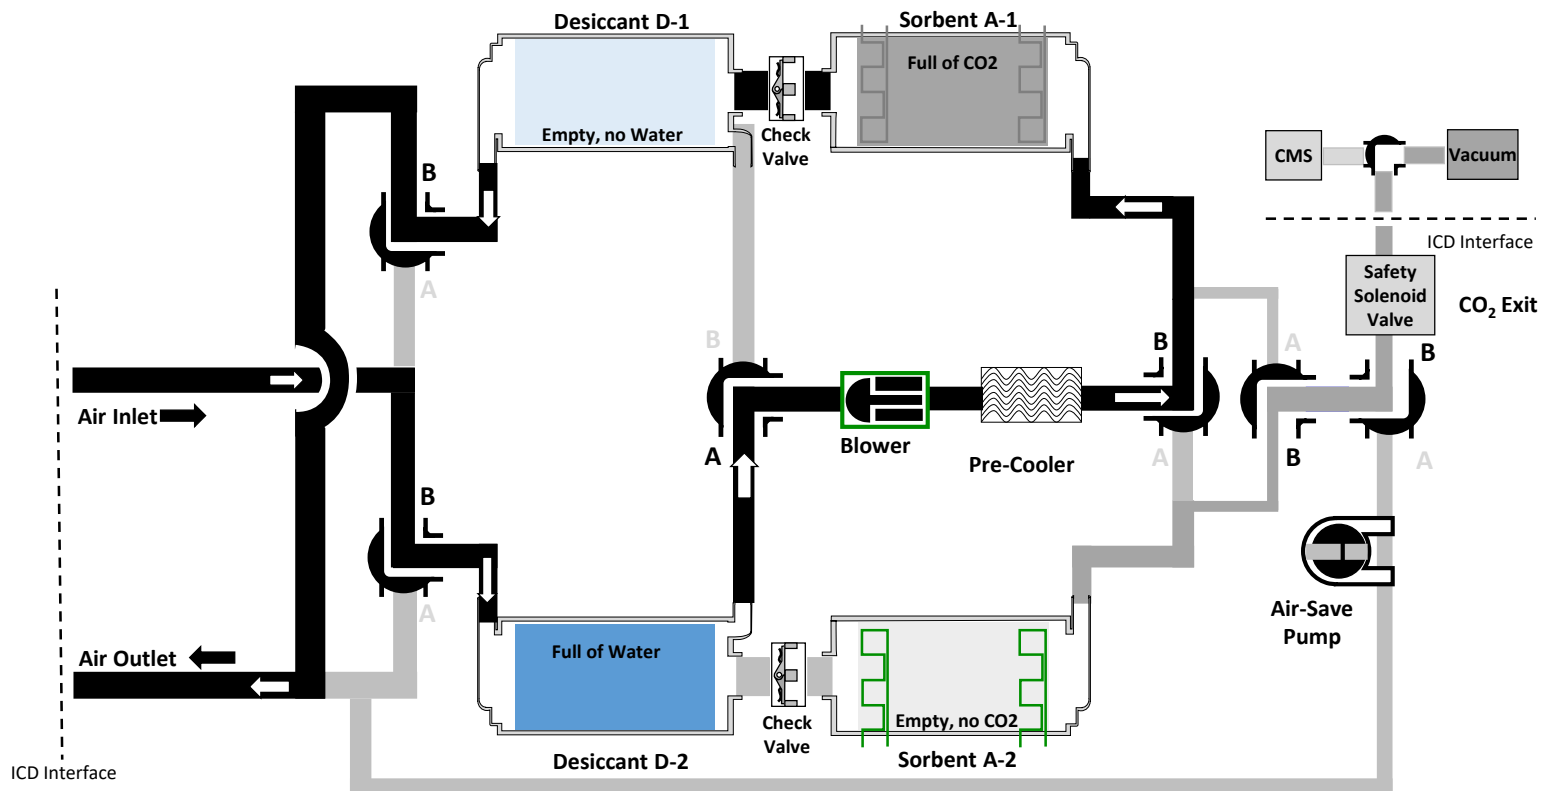 Desiccant D-1
Sorbent A-1
Full of CO2
Empty, no Water
Check
Valve
B
A
CMS
Vacuum
ICD Interface
Safety
Solenoid
Valve
CO2 Exit
B
A
B
A
B
Air Inlet
A
Blower
Pre-Cooler
A
B
A
B
A
Air-Save
Pump
Air Outlet
Full of Water
Empty, no CO2
Check
Valve
Desiccant D-2
Sorbent A-2
ICD Interface